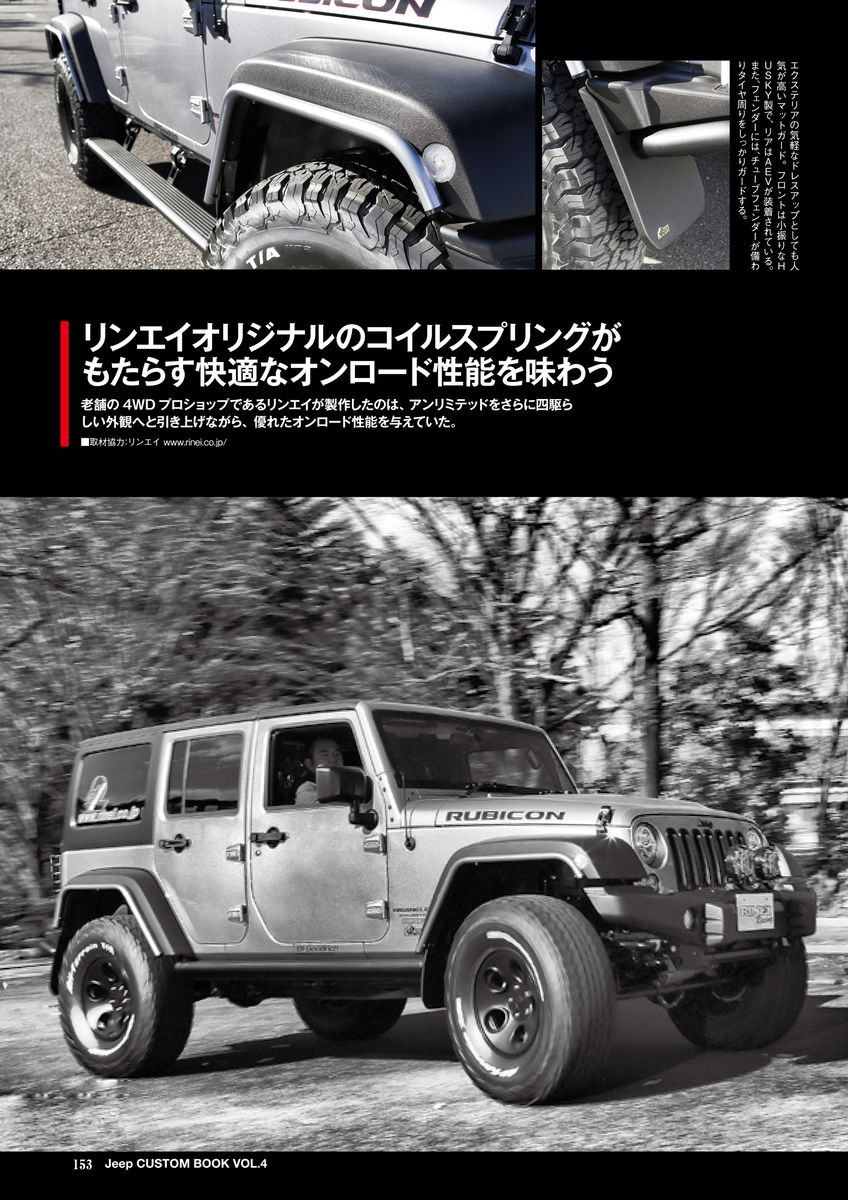 RUBICON
T/A
エクステリアの気軽なドレスアップとしても人
気が高いマットガード。フロントは小振りなH
USKY製で、リアはAEVが装着されている。
また、フェンダーには、チューブフェンダーが備わ
りタイヤ周りをしっかりガードする。
リンエイオリジナルのコイルスプリングが
もたらす快適なオンロード性能を味わう
老舗の 4WD プロショップであるリンエイが製作したのは、アンリミテッドをさらに四駆ら
しい外観へと引き上げながら、優れたオンロード性能を与えていた。
■取材協力：リンエイ www.rinei.co.jp/
RUBICON
WRANGLER
BFGoodrich
RINEI
Racing
153 Jeep CUSTOM BOOK VOL.4